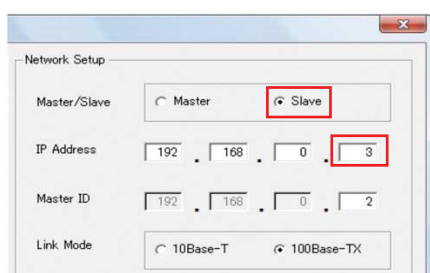 Network Setup
Master/Slave Master Slave
IP Address 192 . 168 . 0 . 3
Master ID 192 . 168 . 0 . 2
Link Mode 10Base-T 100Base-TX